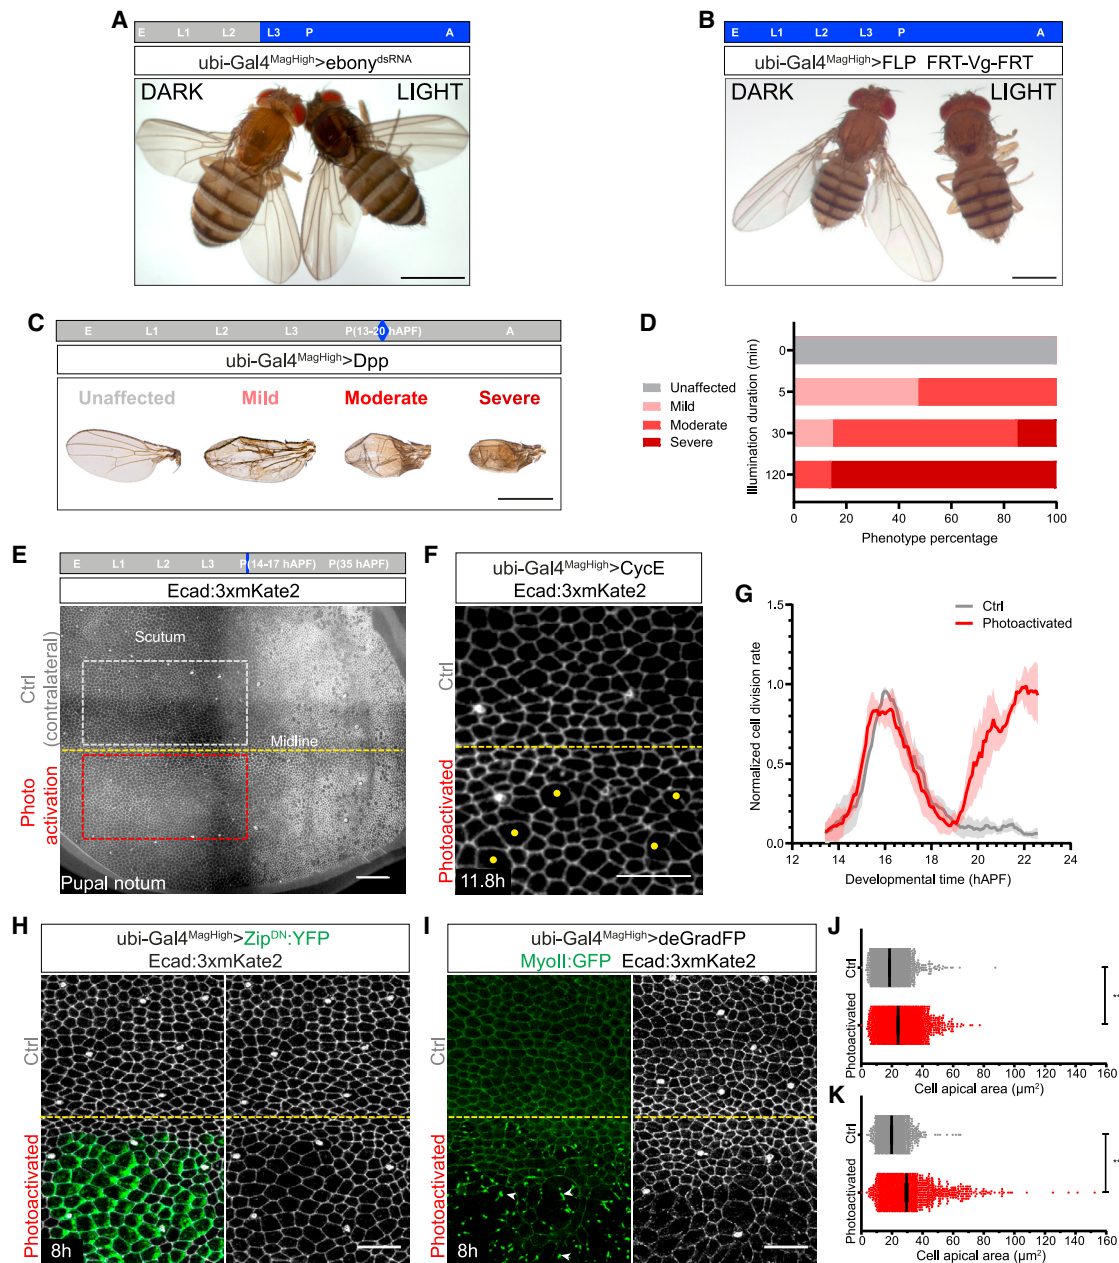 A
E L1 L2 L3 P A
ubi-Gal4MagHigh>ebonydsRNA
DARK LIGHT
B
E L1 L2 L3 P A
ubi-Gal4MagHigh>FLP FRT-Vg-FRT
DARK LIGHT
C
E L1 L2 L3 P(13-20 hAPF) A
ubi-Gal4MagHigh>Dpp
Unaffected Mild Moderate Severe
D
Unaffected
Mild
Moderate
Severe
Illumination duration (min)
0
5
30
120
0 20 40 60 80 100
Phenotype percentage
E
E L1 L2 L3 P(14-17 hAPF) P(35 hAPF)
Ecad:3xmKate2
Ctrl
(contralateral)
Photo
activation
Scutum
Midline
Pupal notum
F
ubi-Gal4MagHigh>CycE
Ecad:3xmKate2
Ctrl
Photoactivated
11.8h
G
Ctrl
Photoactivated
Normalized cell division rate
1.5
1.0
0.5
0.0
12 14 16 18 20 22 24
Developmental time (hAPF)
H
ubi-Gal4MagHigh>ZipDN:YFP
Ecad:3xmKate2
Ctrl
Photoactivated
8h
I
ubi-Gal4MagHigh>deGradFP
MyoII:GFP Ecad:3xmKate2
Ctrl
Photoactivated
8h
J
Ctrl
Photoactivated
0 20 40 60 80 100 120 140 160
Cell apical area (µm²)
K
Ctrl
Photoactivated
0 20 40 60 80 100 120 140 160
Cell apical area (µm²)